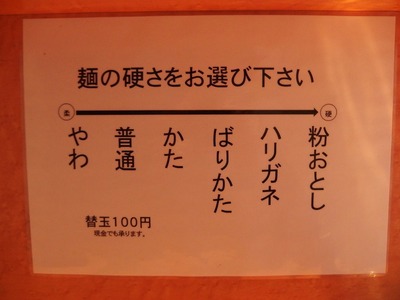 麺の硬さをお選び下さい
柔
硬
粉おとし
ハリガネ
ばりかた
かた
普通
やわ
替玉100円
現金でも承ります。